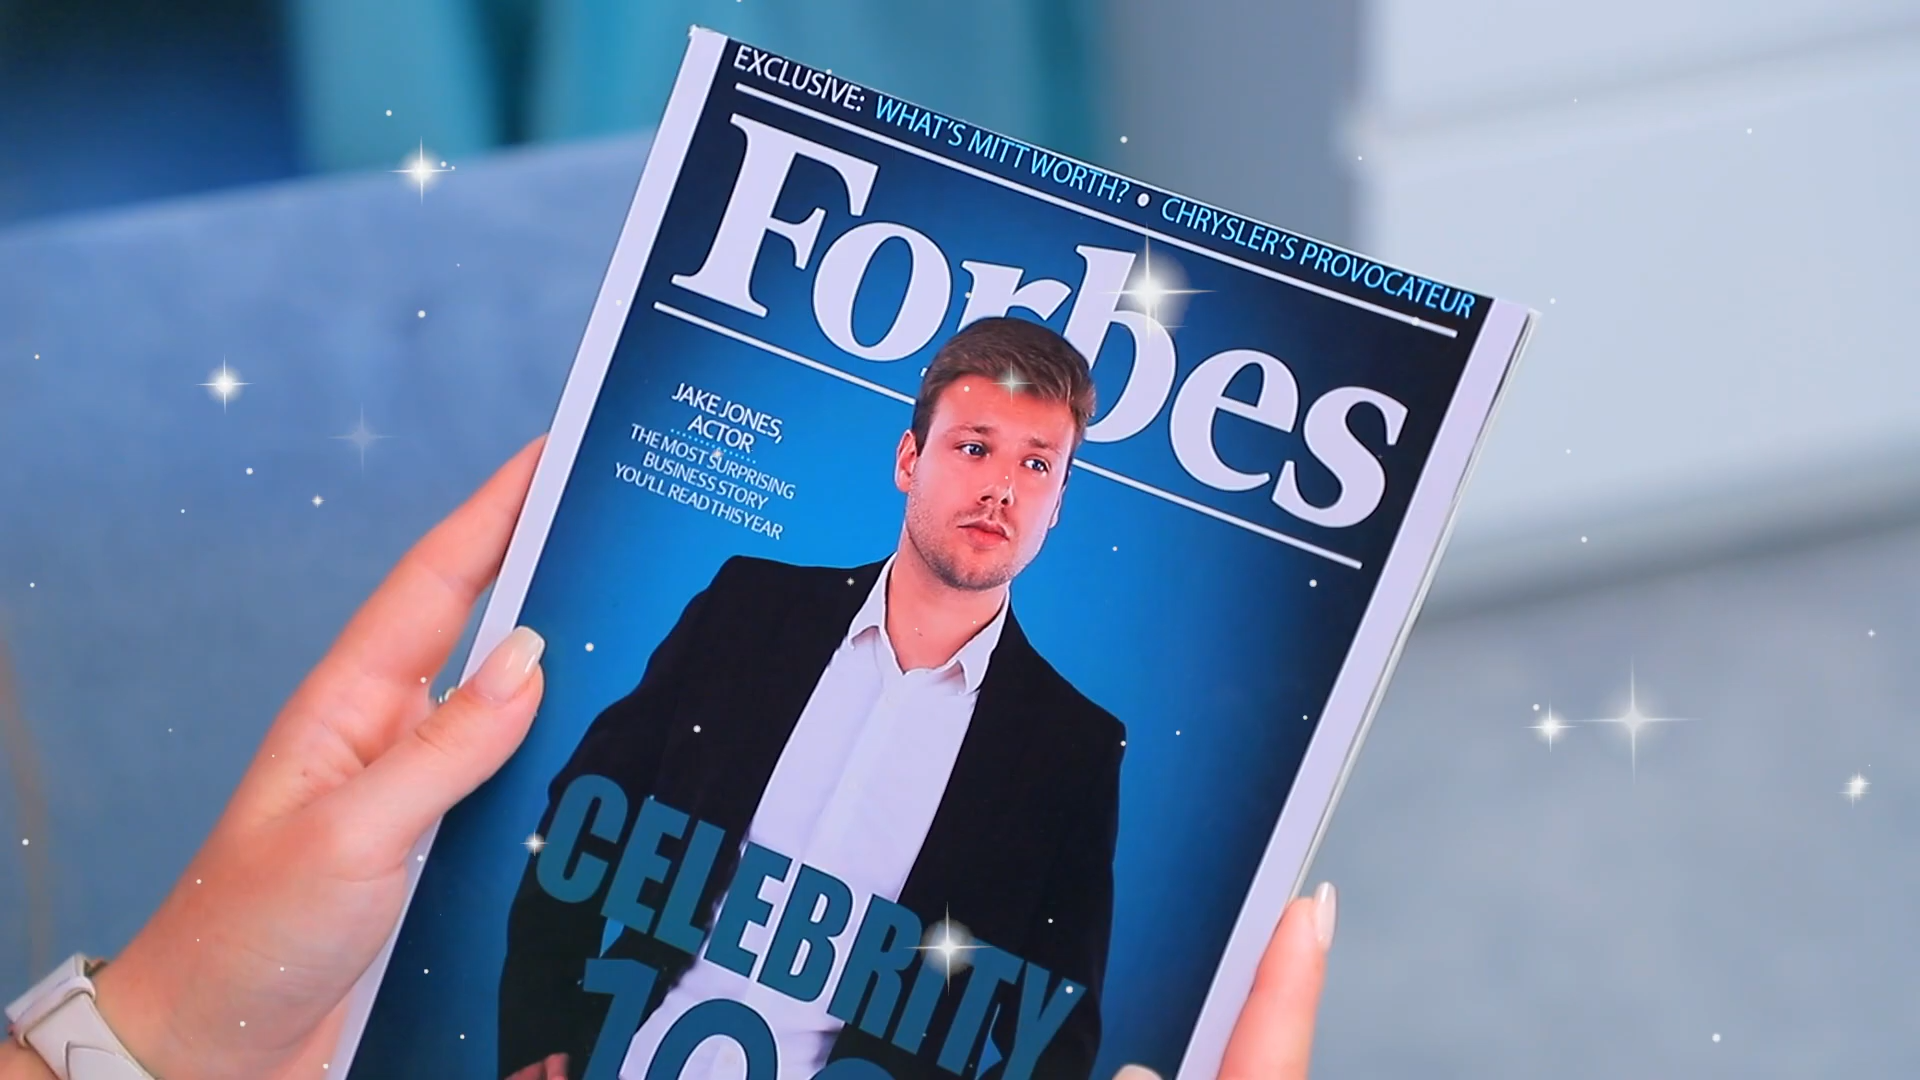 EXCLUSIVE: WHAT'S MITT WORTH? • CHRYSLER'S PROVOCATEUR
Forbes
JAKE JONES,
ACTOR
THE MOST SURPRISING
BUSINESS STORY
YOU'LL READ THIS YEAR
CELEBRITY
100